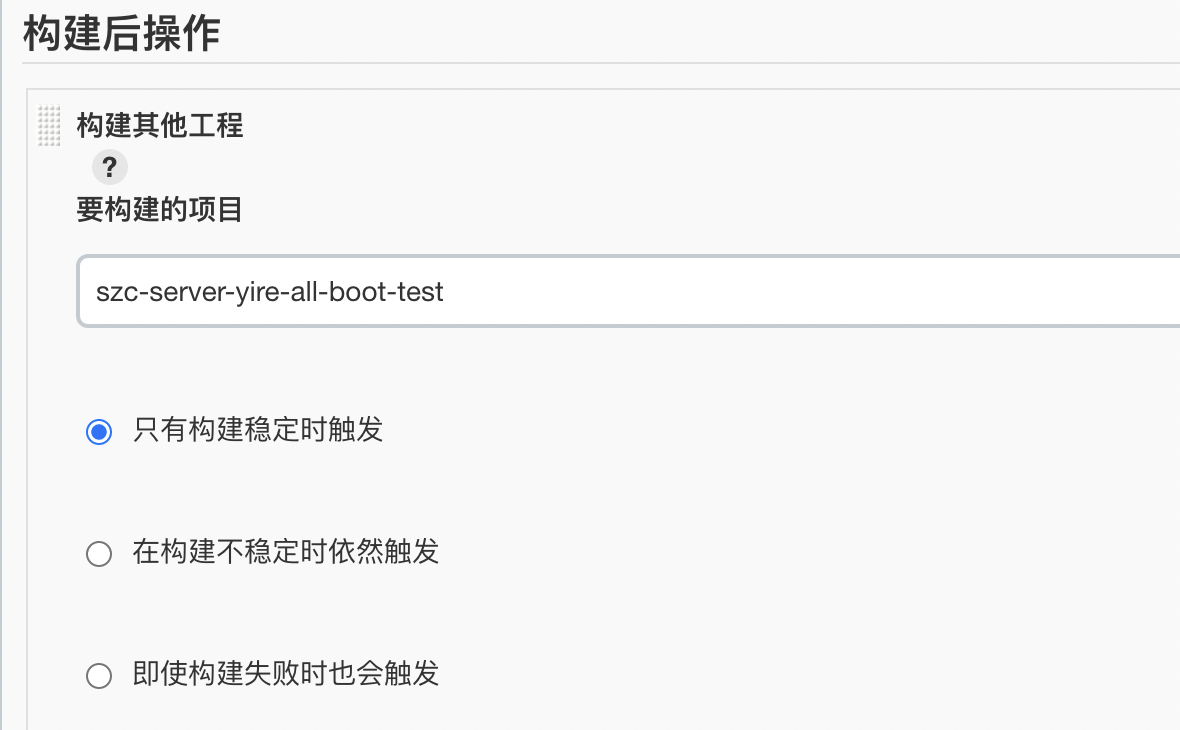 构建后操作
构建其他工程
?
要构建的项目
szc-server-yire-all-boot-test
只有构建稳定时触发
在构建不稳定时依然触发
即使构建失败时也会触发